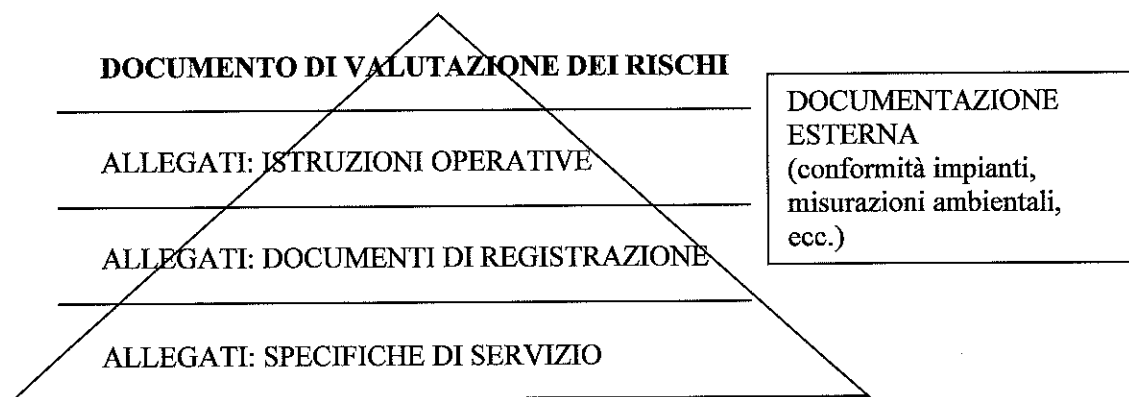 DOCUMENTO DI VALUTAZIONE DEI RISCHI
ALLEGATI: ISTRUZIONI OPERATIVE
ALLEGATI: DOCUMENTI DI REGISTRAZIONE
ALLEGATI: SPECIFICHE DI SERVIZIO
DOCUMENTAZIONE
ESTERNA
(conformità impianti,
misurazioni ambientali,
ecc.)